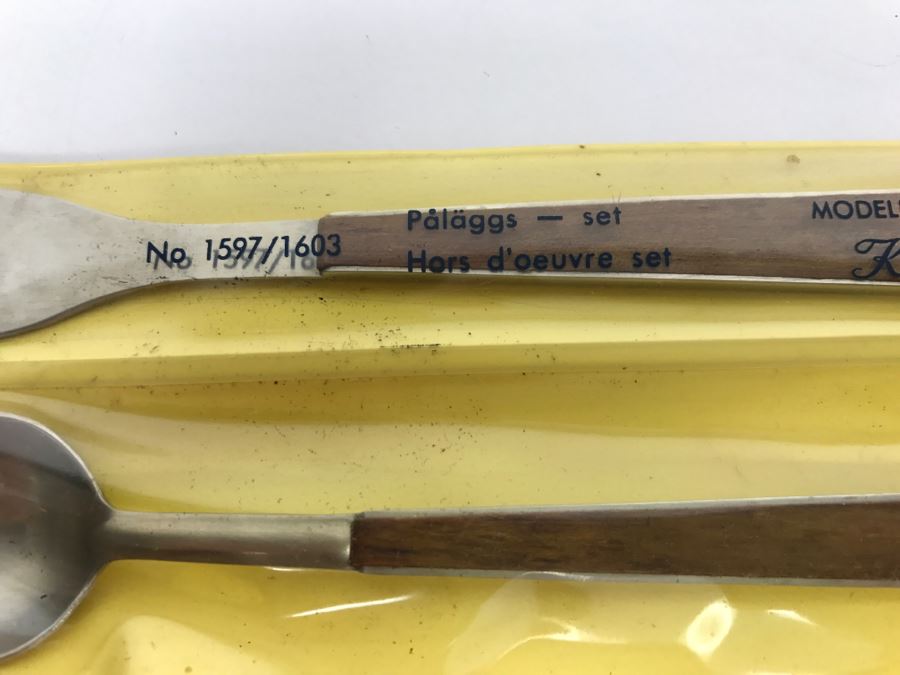 No 1597/1603
Påläggs — set
Hors d'oeuvre set
MODEL
K